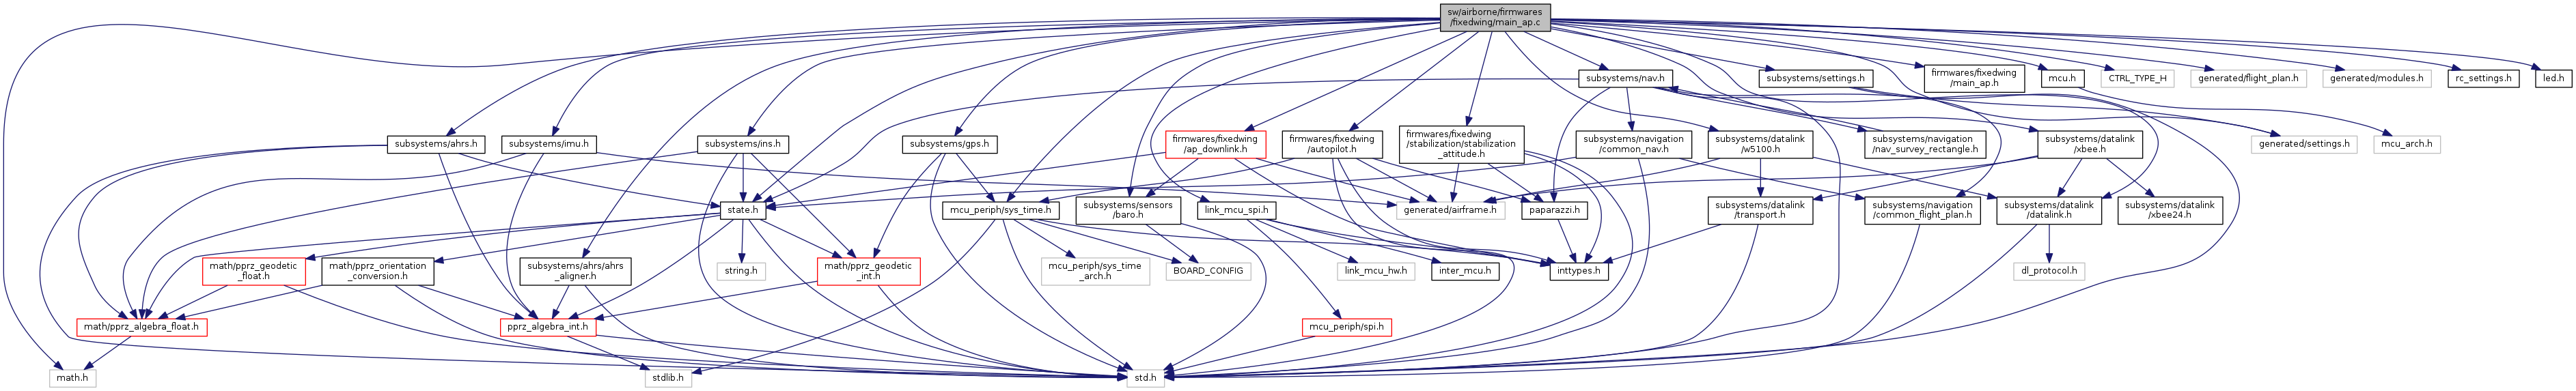 sw/airborne/firmwares
/fixedwing/main_ap.c
subsystems/nav.h
subsystems/settings.h
firmwares/fixedwing
/main_ap.h
mcu.h
CTRL_TYPE_H
generated/flight_plan.h
generated/modules.h
rc_settings.h
led.h
subsystems/ahrs.h
subsystems/imu.h
subsystems/ins.h
subsystems/gps.h
firmwares/fixedwing
/ap_downlink.h
firmwares/fixedwing
/autopilot.h
firmwares/fixedwing
/stabilization/stabilization
_attitude.h
subsystems/navigation
/common_nav.h
subsystems/datalink
/w5100.h
subsystems/navigation
/nav_survey_rectangle.h
subsystems/datalink
/xbee.h
generated/settings.h
mcu_arch.h
state.h
mcu_periph/sys_time.h
subsystems/sensors
/baro.h
link_mcu_spi.h
generated/airframe.h
paparazzi.h
subsystems/datalink
/transport.h
subsystems/navigation
/common_flight_plan.h
subsystems/datalink
/datalink.h
subsystems/datalink
/xbee24.h
math/pprz_geodetic
_float.h
math/pprz_orientation
_conversion.h
subsystems/ahrs/ahrs
_aligner.h
string.h
math/pprz_geodetic
_int.h
mcu_periph/sys_time
_arch.h
BOARD_CONFIG
link_mcu_hw.h
inter_mcu.h
inttypes.h
dl_protocol.h
math/pprz_algebra_float.h
pprz_algebra_int.h
mcu_periph/spi.h
math.h
stdlib.h
std.h